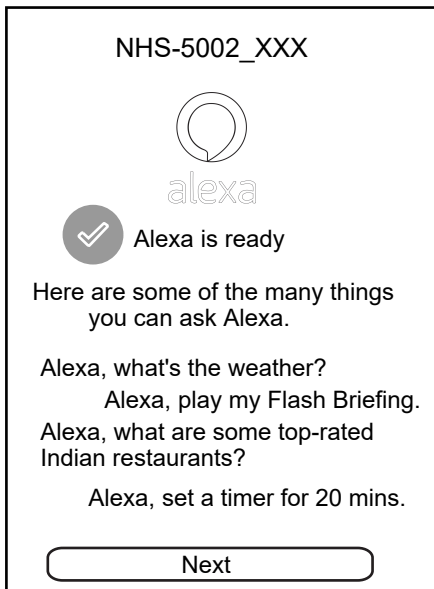 NHS-5002_XXX
alexa
Alexa is ready
Here are some of the many things
you can ask Alexa.
Alexa, what's the weather?
Alexa, play my Flash Briefing.
Alexa, what are some top-rated
Indian restaurants?
Alexa, set a timer for 20 mins.
Next